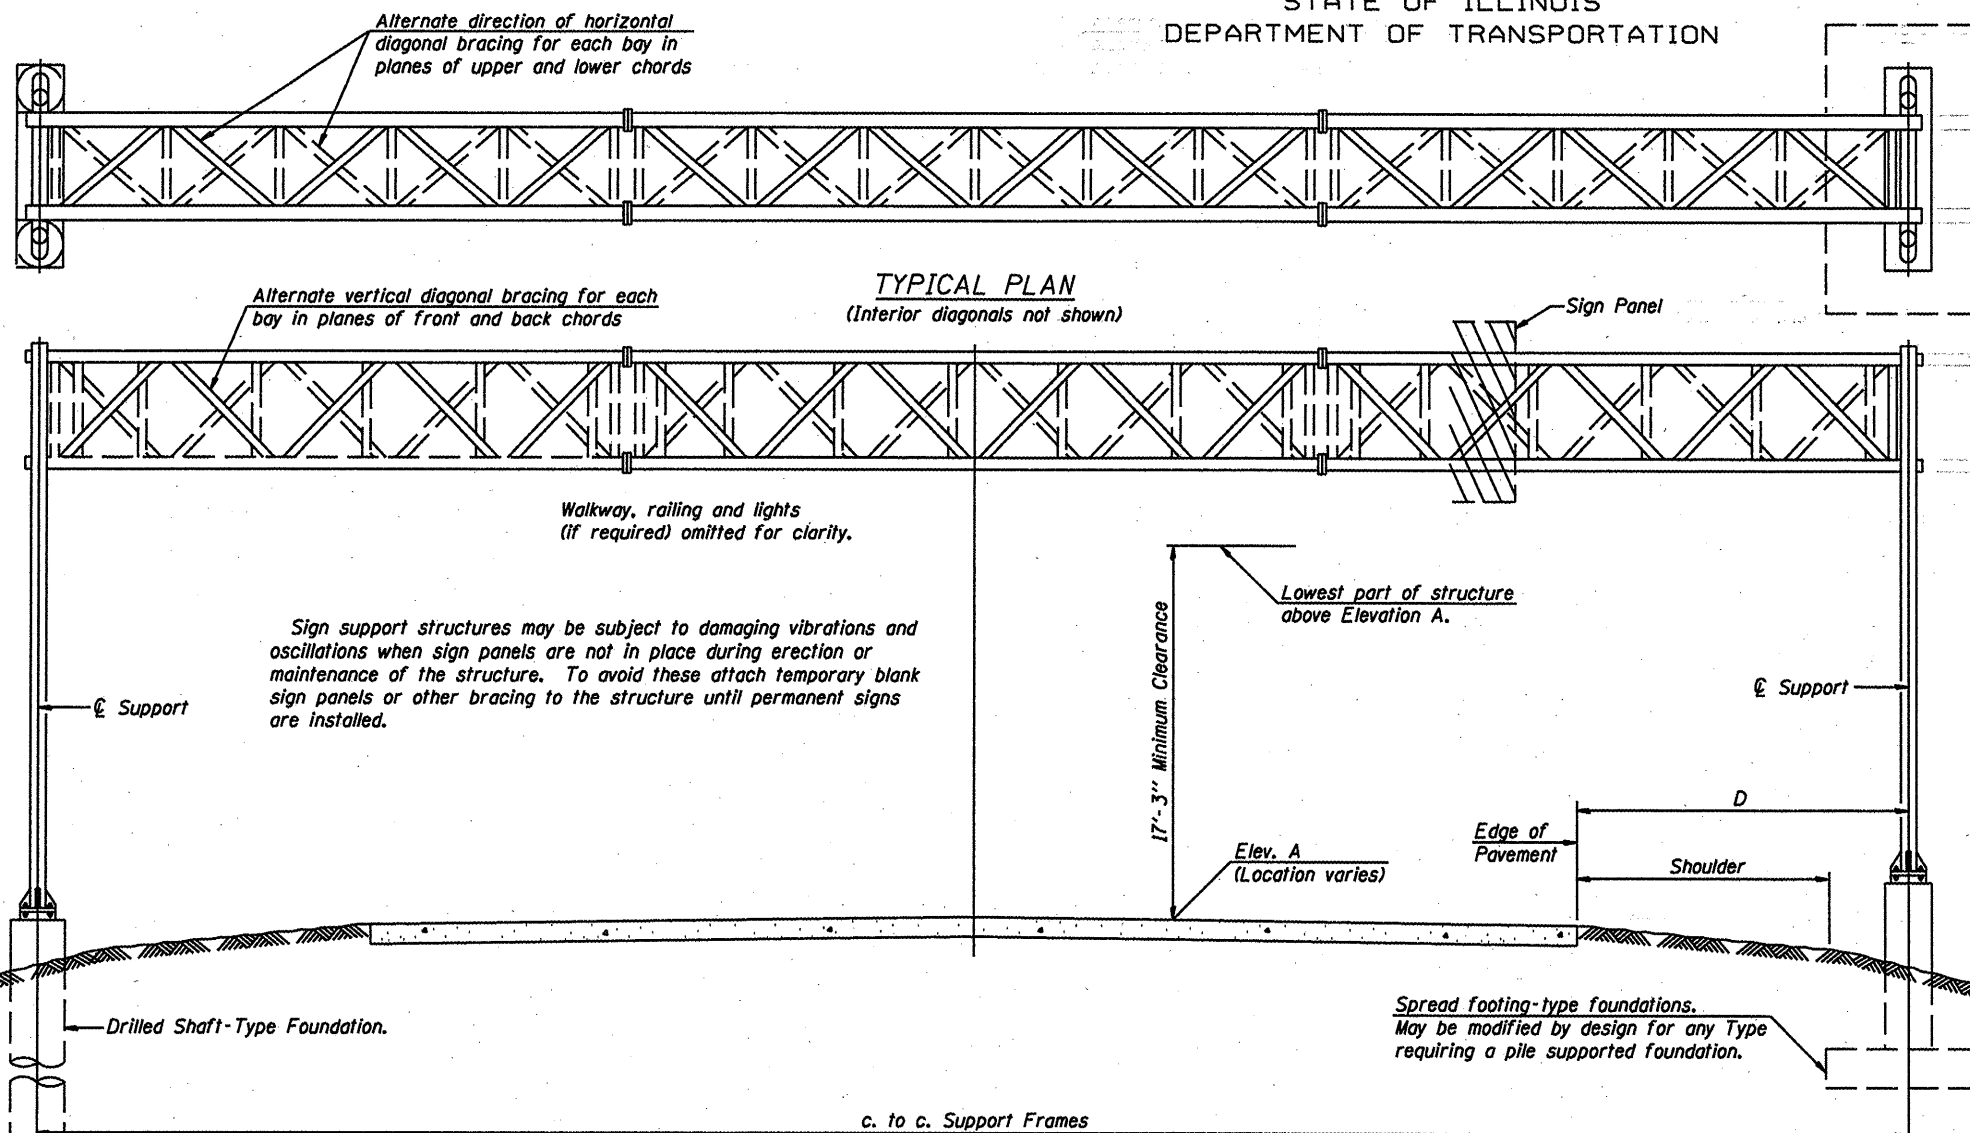 STATE OF ILLINOIS
DEPARTMENT OF TRANSPORTATION
Alternate direction of horizontal
diagonal bracing for each bay in
planes of upper and lower chords
TYPICAL PLAN
(Interior diagonals not shown)
Alternate vertical diagonal bracing for each
bay in planes of front and back chords
Sign Panel
Walkway, railing and lights
(if required) omitted for clarity.
Lowest part of structure
above Elevation A.
17'-3" Minimum Clearance
Sign support structures may be subject to damaging vibrations and
oscillations when sign panels are not in place during erection or
maintenance of the structure. To avoid these attach temporary blank
sign panels or other bracing to the structure until permanent signs
are installed.
℄ Support
℄ Support
D
Edge of
Pavement
Shoulder
Elev. A
(Location varies)
Drilled Shaft-Type Foundation.
Spread footing-type foundations.
May be modified by design for any Type
requiring a pile supported foundation.
c. to c. Support Frames